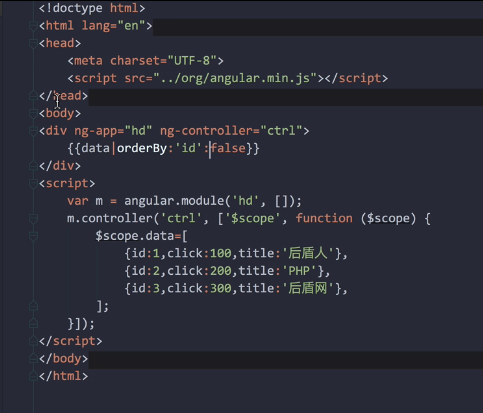 <!doctype html>
<html lang="en">
<head>
    <meta charset="UTF-8">
    <script src="../org/angular.min.js"></script>
</head>
<body>
<div ng-app="hd" ng-controller="ctrl">
    {{data|orderBy:'id':false}}
</div>
<script>
    var m = angular.module('hd', []);
    m.controller('ctrl', ['$scope', function ($scope) {
        $scope.data=[
            {id:1,click:100,title:'后盾人'},
            {id:2,click:200,title:'PHP'},
            {id:3,click:300,title:'后盾网'},
        ];
    }]);
</script>
</body>
</html>